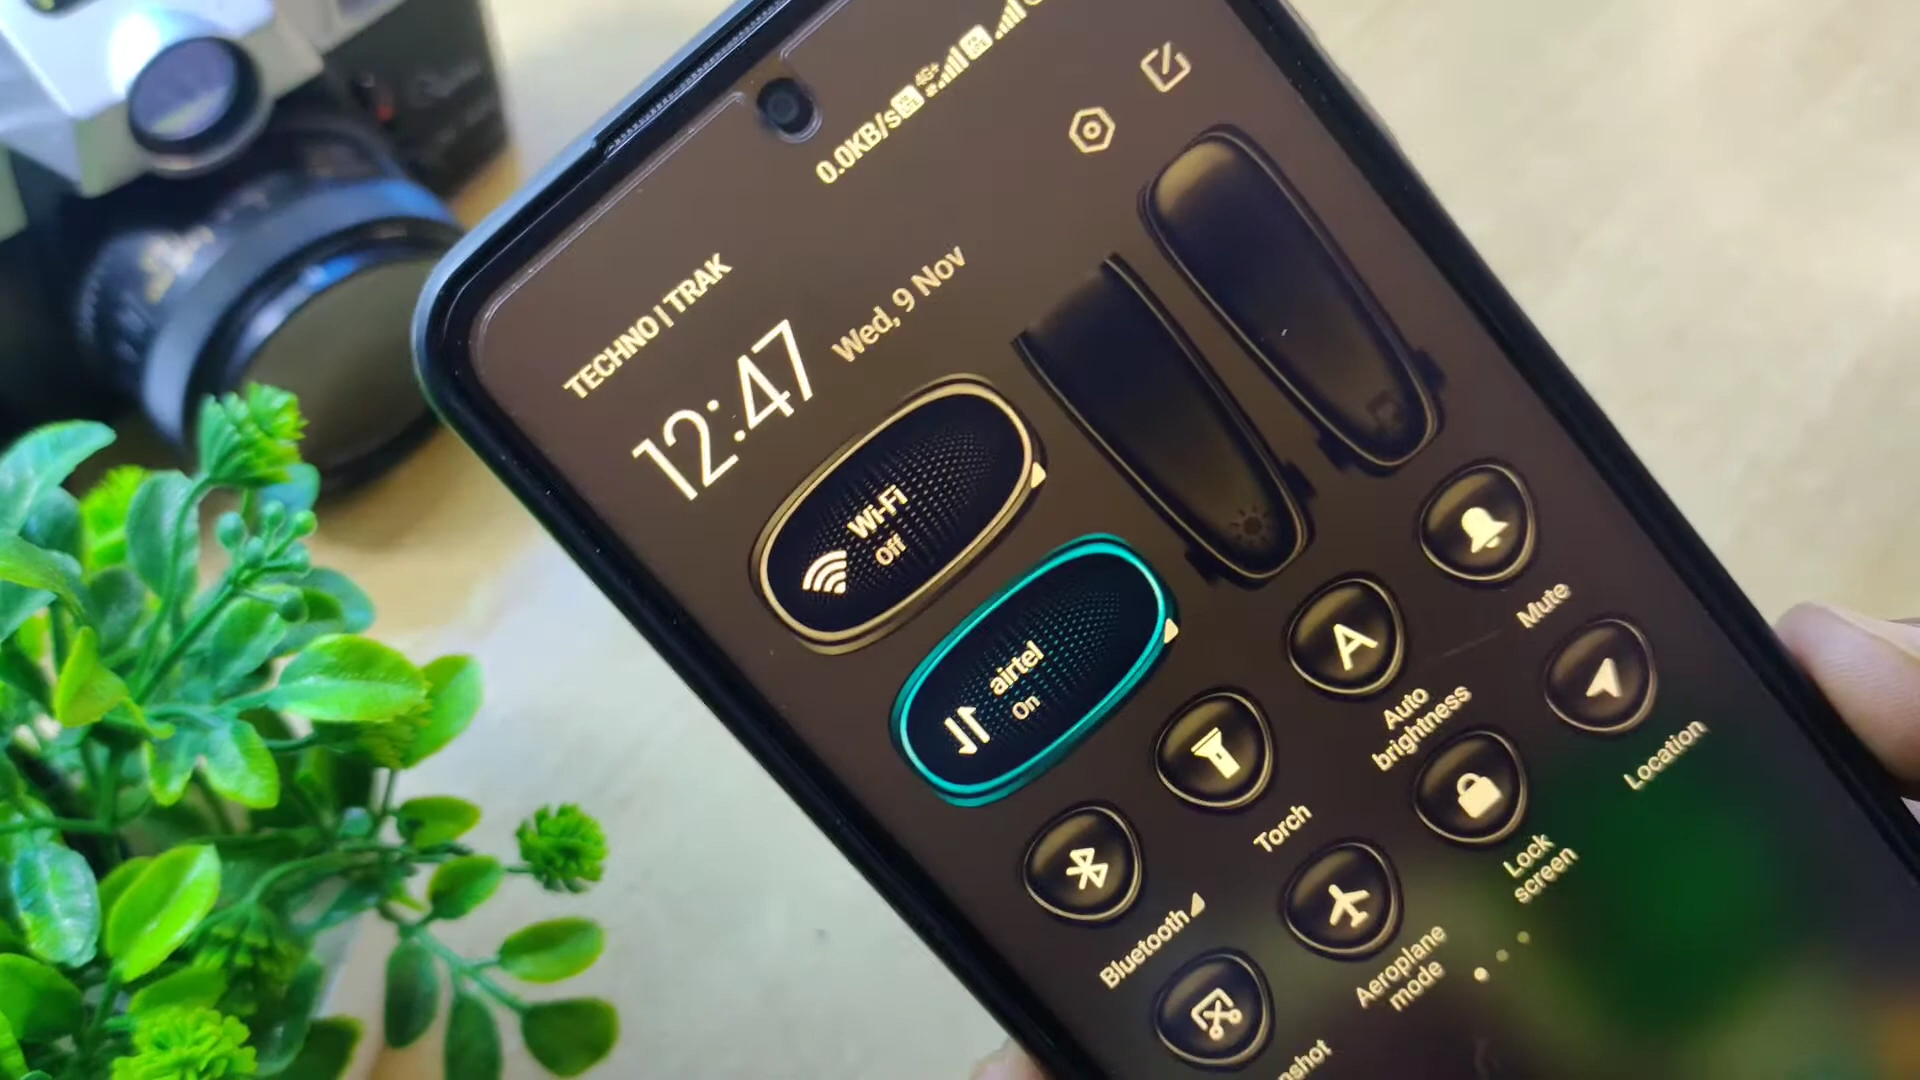 0.0KB/s
4G+
TECHNO | TRAK
12:47
Wed, 9 Nov
Wi-Fi
Off
airtel
On
Mute
Auto
brightness
Location
Torch
Lock
screen
Bluetooth
Aeroplane
mode